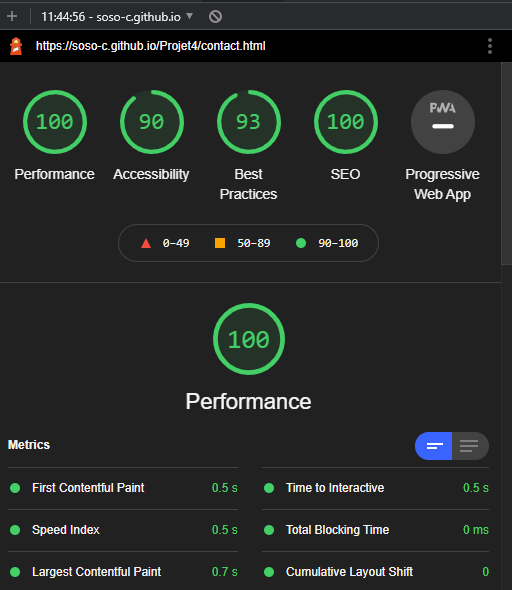 11:44:56 - soso-c.github.io
https://soso-c.github.io/Projet4/contact.html
100 90 93 100 PWA
Performance Accessibility Best Practices SEO Progressive Web App
0–49 50–89 90–100
100
Performance
Metrics
First Contentful Paint 0.5 s
Time to Interactive 0.5 s
Speed Index 0.5 s
Total Blocking Time 0 ms
Largest Contentful Paint 0.7 s
Cumulative Layout Shift 0